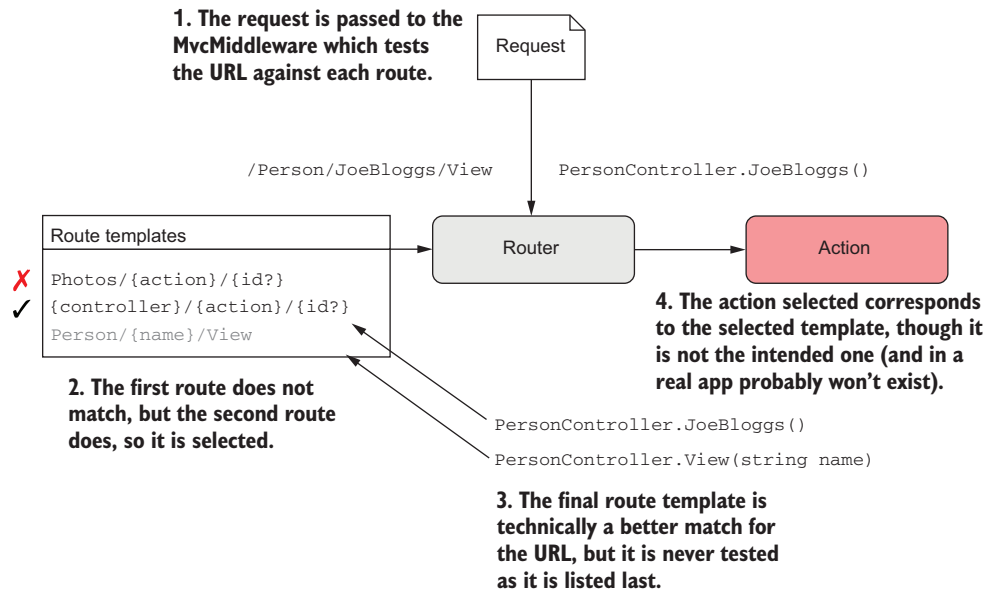 1. The request is passed to the
MvcMiddleware which tests
the URL against each route.
Request
/Person/JoeBloggs/View
PersonController.JoeBloggs()
Route templates
Router
Action
Photos/{action}/{id?}
{controller}/{action}/{id?}
Person/{name}/View
4. The action selected corresponds
to the selected template, though it
is not the intended one (and in a
real app probably won't exist).
2. The first route does not
match, but the second route
does, so it is selected.
PersonController.JoeBloggs()
PersonController.View(string name)
3. The final route template is
technically a better match for
the URL, but it is never tested
as it is listed last.